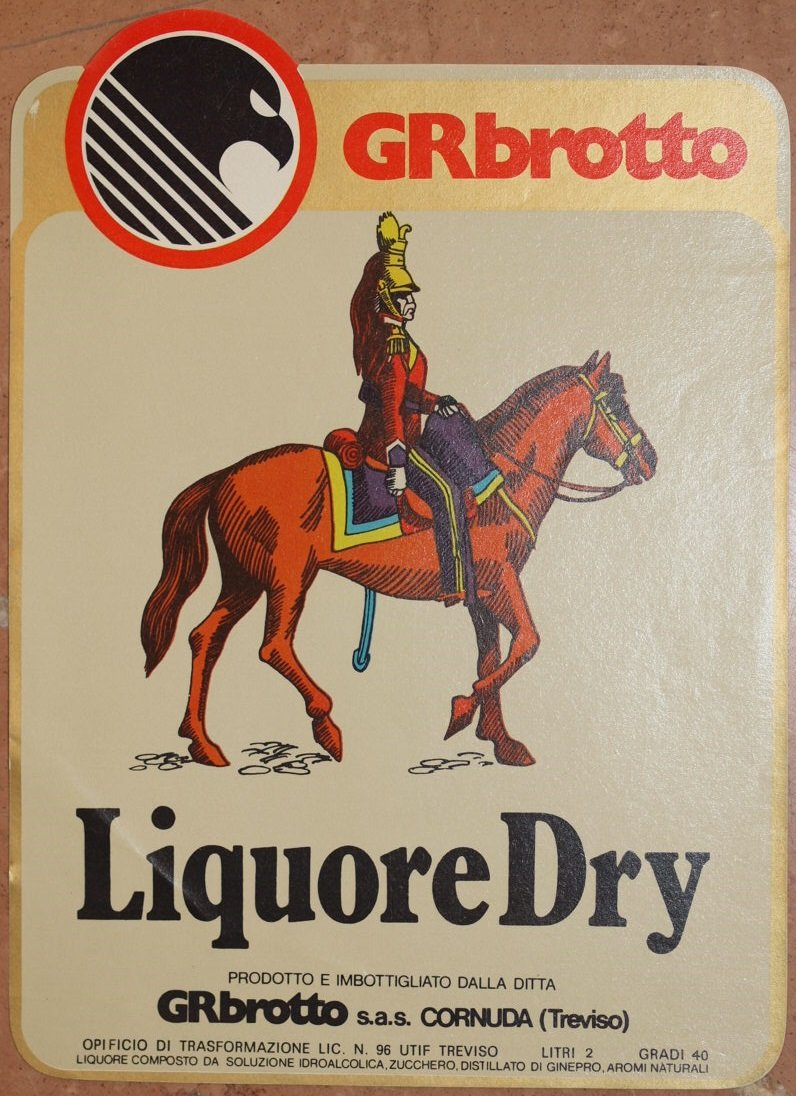 GRbrotto
Liquore Dry
PRODOTTO E IMBOTTIGLIATO DALLA DITTA
GRbrotto s.a.s. CORNUDA (Treviso)
OPIFICIO DI TRASFORMAZIONE LIC. N. 96 UTIF TREVISO LITRI 2 GRADI 40
LIQUORE COMPOSTO DA SOLUZIONE IDROALCOLICA, ZUCCHERO, DISTILLATO DI GINEPRO, AROMI NATURALI